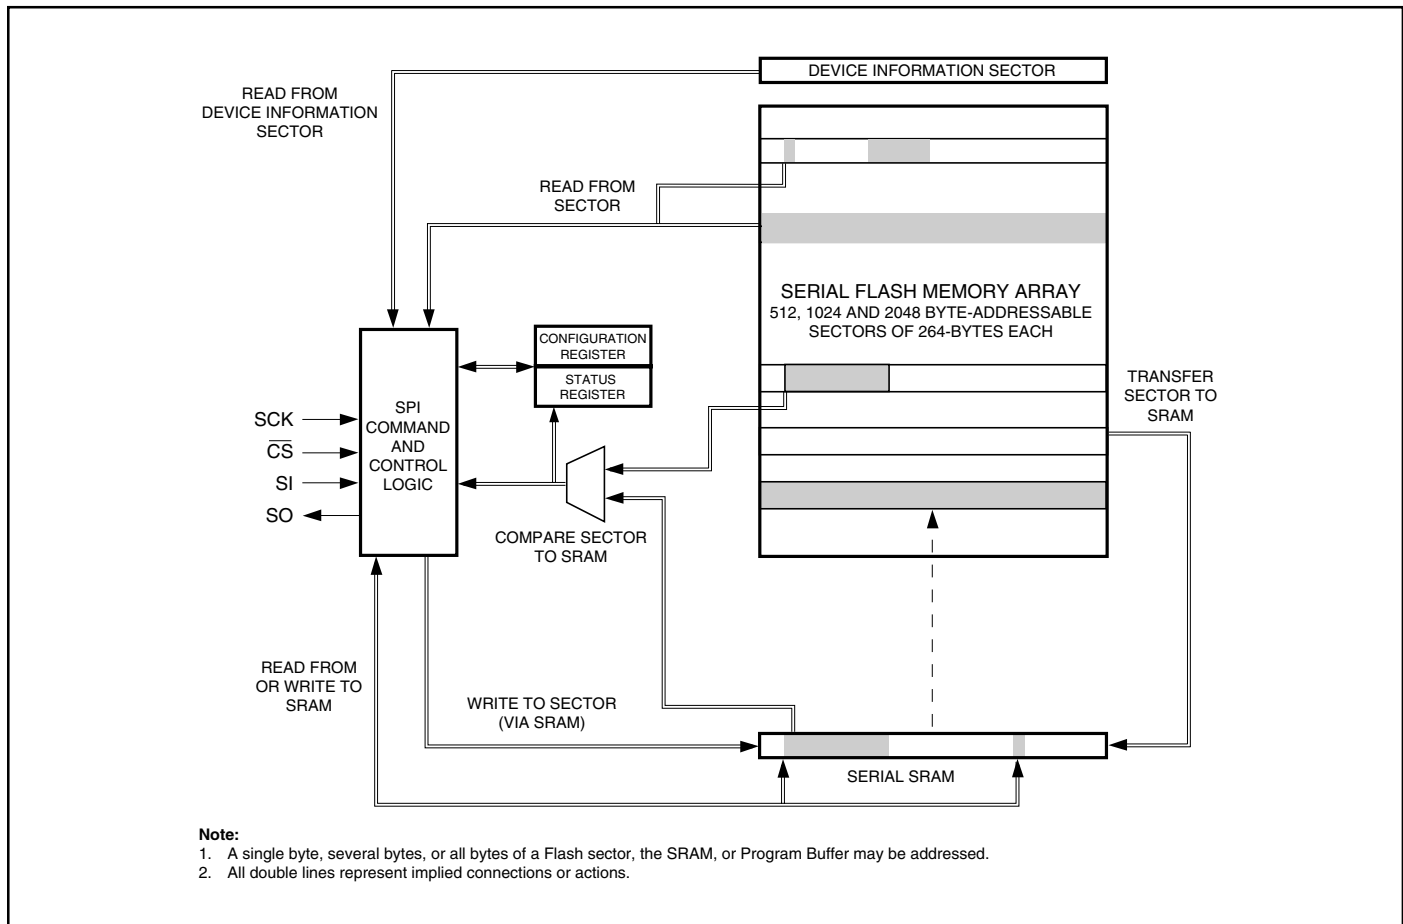 DEVICE INFORMATION SECTOR
READ FROM
DEVICE INFORMATION
SECTOR
READ FROM
SECTOR
SERIAL FLASH MEMORY ARRAY
512, 1024 AND 2048 BYTE-ADDRESSABLE
SECTORS OF 264-BYTES EACH
CONFIGURATION
REGISTER
STATUS
REGISTER
TRANSFER
SECTOR TO
SRAM
SPI
COMMAND
AND
CONTROL
LOGIC
SCK
C̅S̅
SI
SO
COMPARE SECTOR
TO SRAM
READ FROM
OR WRITE TO
SRAM
WRITE TO SECTOR
(VIA SRAM)
SERIAL SRAM
Note:
1. A single byte, several bytes, or all bytes of a Flash sector, the SRAM, or Program Buffer may be addressed.
2. All double lines represent implied connections or actions.